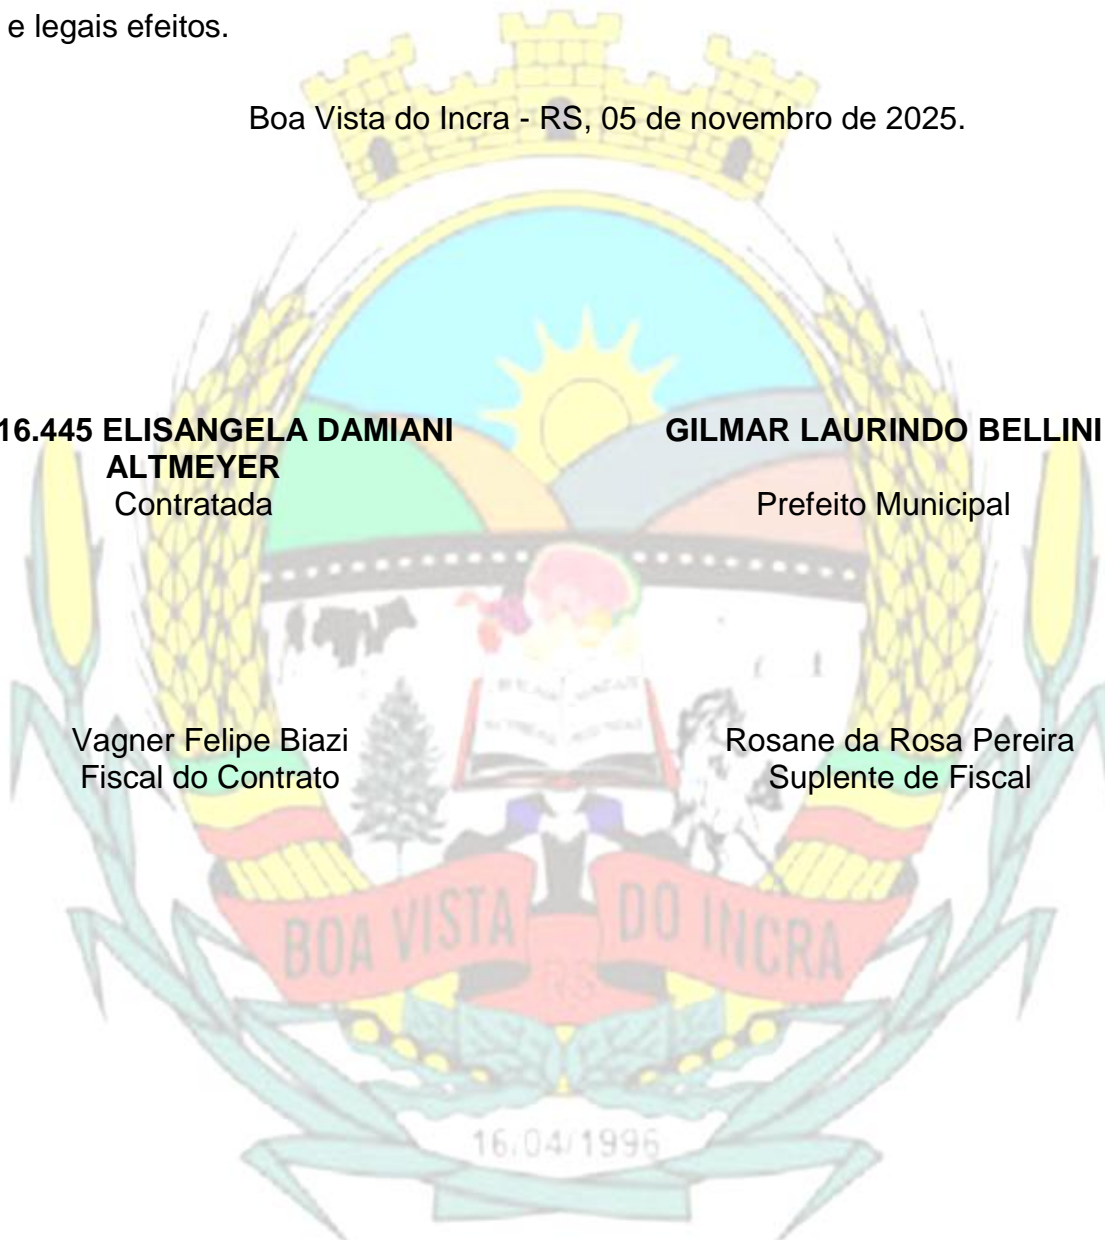 e legais efeitos.
Boa Vista do Incra - RS, 05 de novembro de 2025.
16.445 ELISANGELA DAMIANI
ALTMEYER
Contratada
GILMAR LAURINDO BELLINI
Prefeito Municipal
Vagner Felipe Biazi
Fiscal do Contrato
Rosane da Rosa Pereira
Suplente de Fiscal
BOA VISTA DO INCRA
RS
16/04/1996